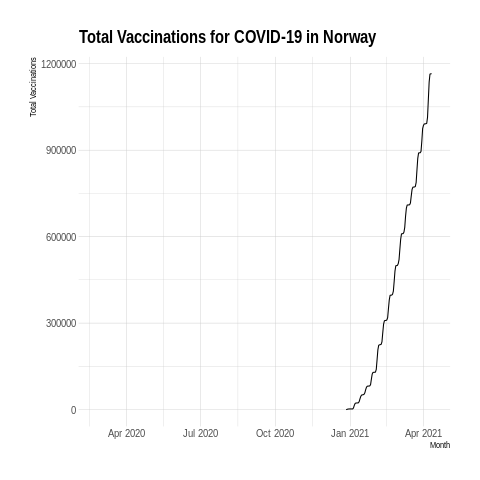 Total Vaccinations for COVID-19 in Norway
Total Vaccinations
1200000
900000
600000
300000
0
Apr 2020 Jul 2020 Oct 2020 Jan 2021 Apr 2021
Month